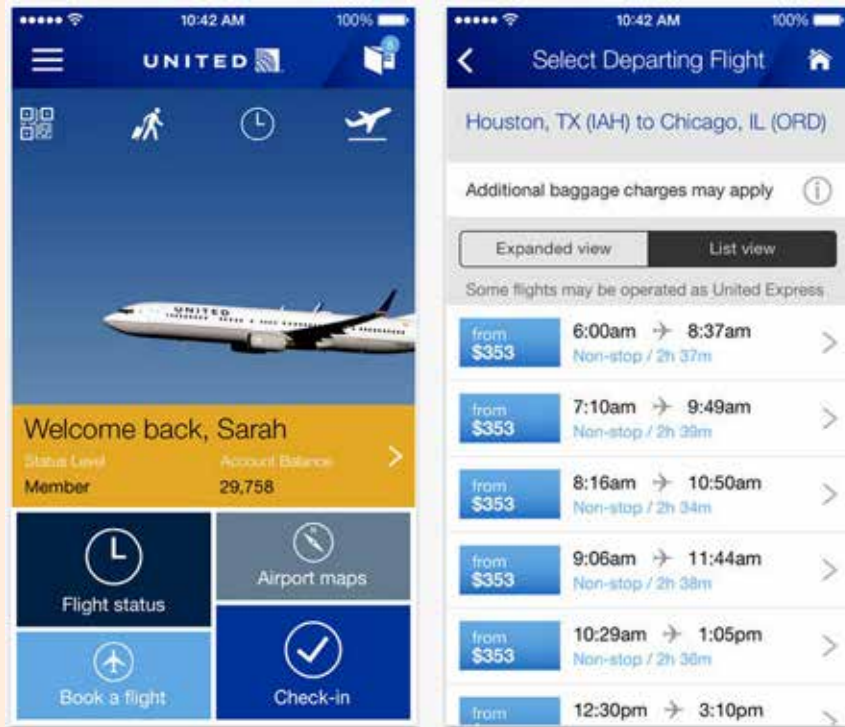 10:42 AM
100%
UNITED
UNITED
Welcome back, Sarah
Status Level
Account Balance
Member
29,758
Flight status
Airport maps
Book a flight
Check-in
10:42 AM
100%
Select Departing Flight
Houston, TX (IAH) to Chicago, IL (ORD)
Additional baggage charges may apply
Expanded view
List view
Some flights may be operated as United Express
from
$353
6:00am 8:37am
Non-stop / 2h 37m
from
$353
7:10am 9:49am
Non-stop / 2h 39m
from
$353
8:16am 10:50am
Non-stop / 2h 34m
from
$353
9:06am 11:44am
Non-stop / 2h 38m
from
$353
10:29am 1:05pm
Non-stop / 2h 36m
from
12:30pm 3:10pm